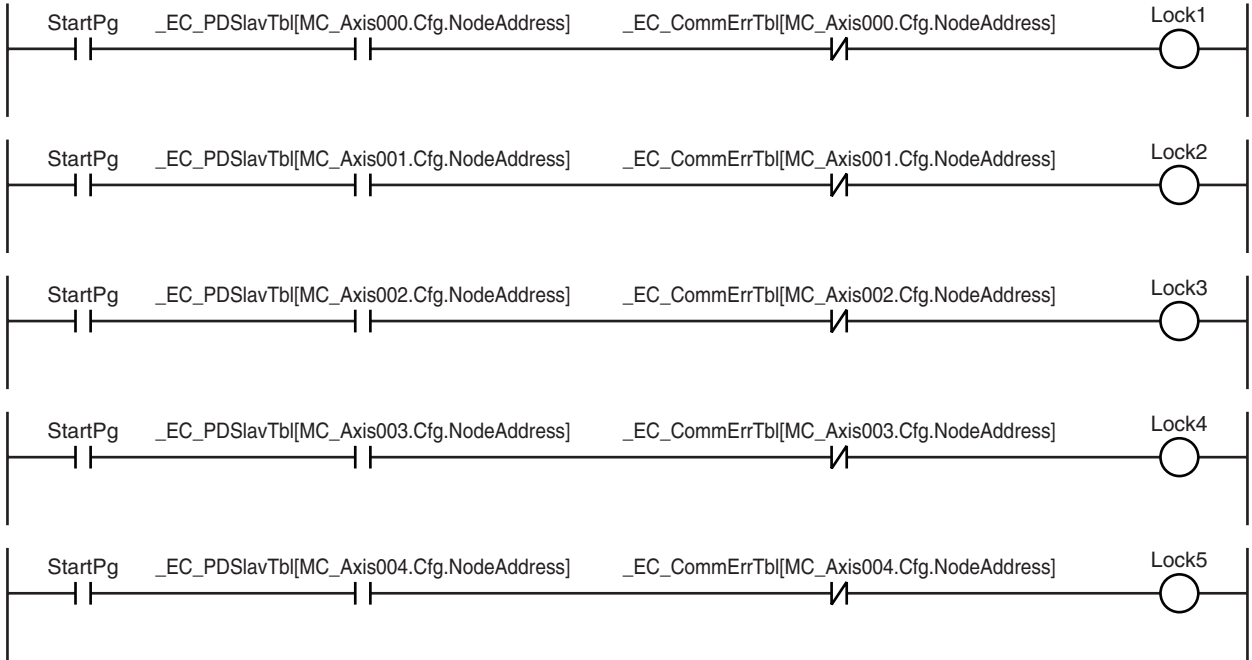 StartPg _EC_PDSlavTbl[MC_Axis000.Cfg.NodeAddress] _EC_CommErrTbl[MC_Axis000.Cfg.NodeAddress] Lock1
StartPg _EC_PDSlavTbl[MC_Axis001.Cfg.NodeAddress] _EC_CommErrTbl[MC_Axis001.Cfg.NodeAddress] Lock2
StartPg _EC_PDSlavTbl[MC_Axis002.Cfg.NodeAddress] _EC_CommErrTbl[MC_Axis002.Cfg.NodeAddress] Lock3
StartPg _EC_PDSlavTbl[MC_Axis003.Cfg.NodeAddress] _EC_CommErrTbl[MC_Axis003.Cfg.NodeAddress] Lock4
StartPg _EC_PDSlavTbl[MC_Axis004.Cfg.NodeAddress] _EC_CommErrTbl[MC_Axis004.Cfg.NodeAddress] Lock5